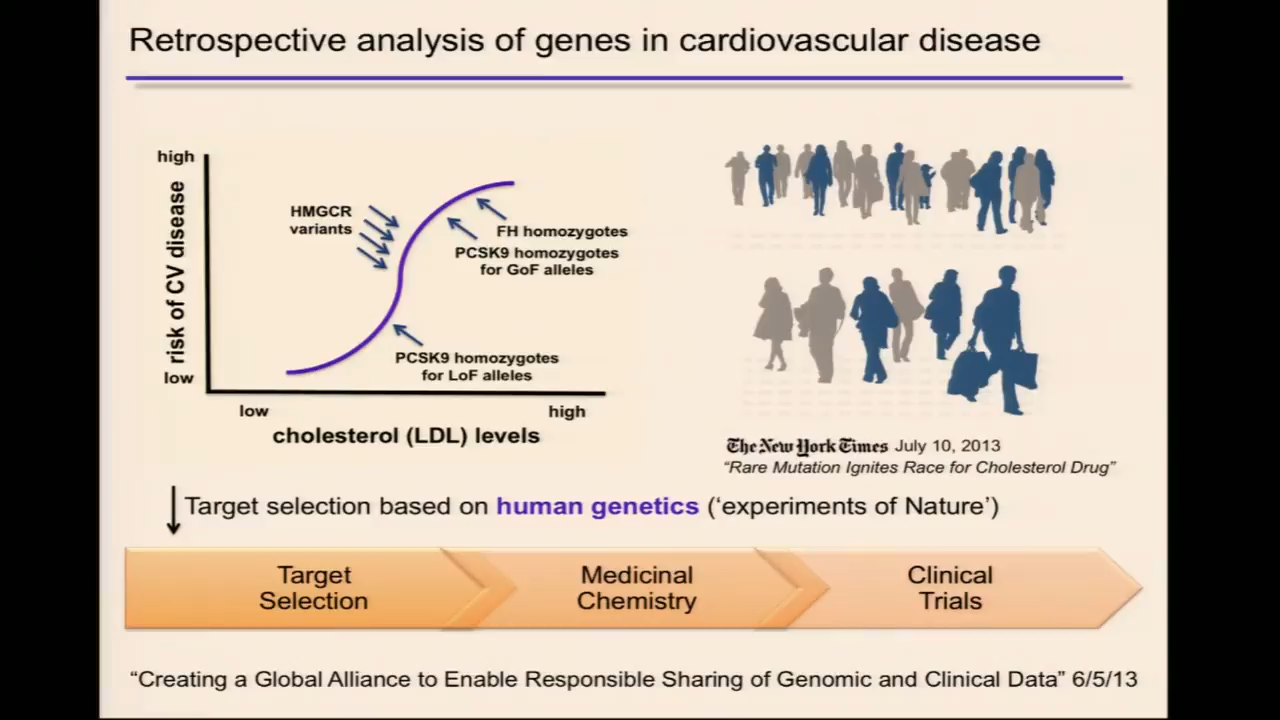 Retrospective analysis of genes in cardiovascular disease
high
risk of CV disease
low
HMGCR
variants
FH homozygotes
PCSK9 homozygotes
for GoF alleles
PCSK9 homozygotes
for LoF alleles
low
high
cholesterol (LDL) levels
The New York Times July 10, 2013
“Rare Mutation Ignites Race for Cholesterol Drug”
Target selection based on human genetics (‘experiments of Nature’)
Target
Selection
Medicinal
Chemistry
Clinical
Trials
“Creating a Global Alliance to Enable Responsible Sharing of Genomic and Clinical Data” 6/5/13